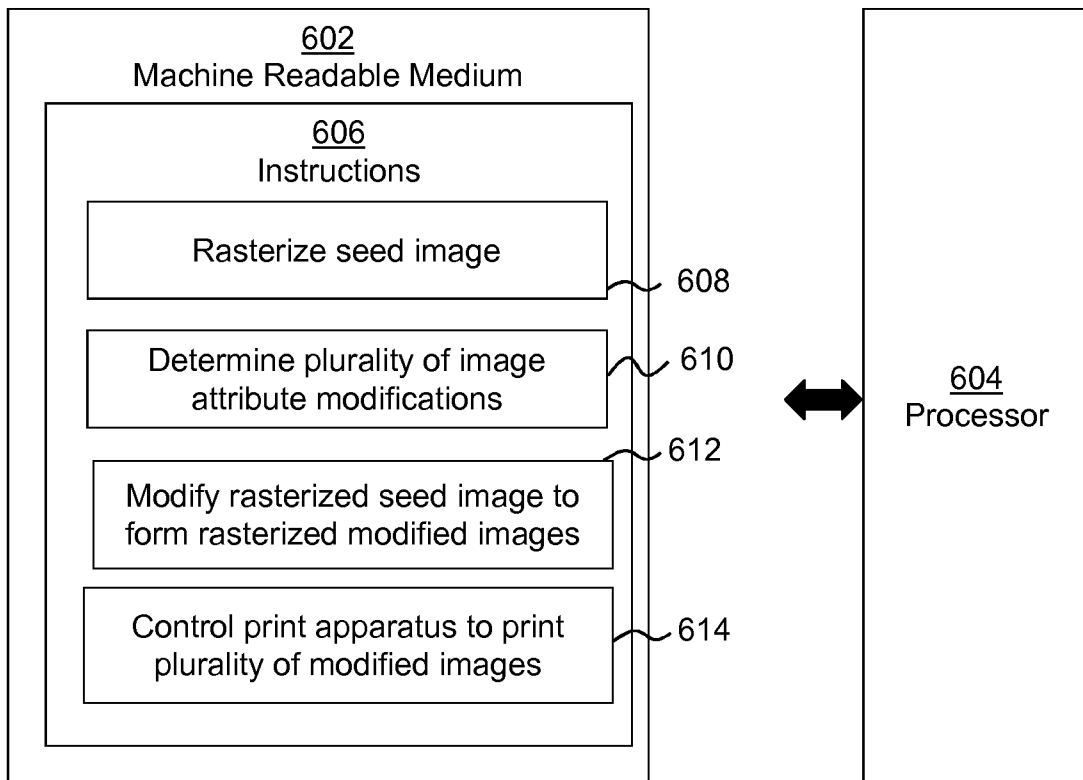 602
Machine Readable Medium
606
Instructions
Rasterize seed image
608
Determine plurality of image
attribute modifications
610
612
Modify rasterized seed image to
form rasterized modified images
Control print apparatus to print
plurality of modified images
614
604
Processor